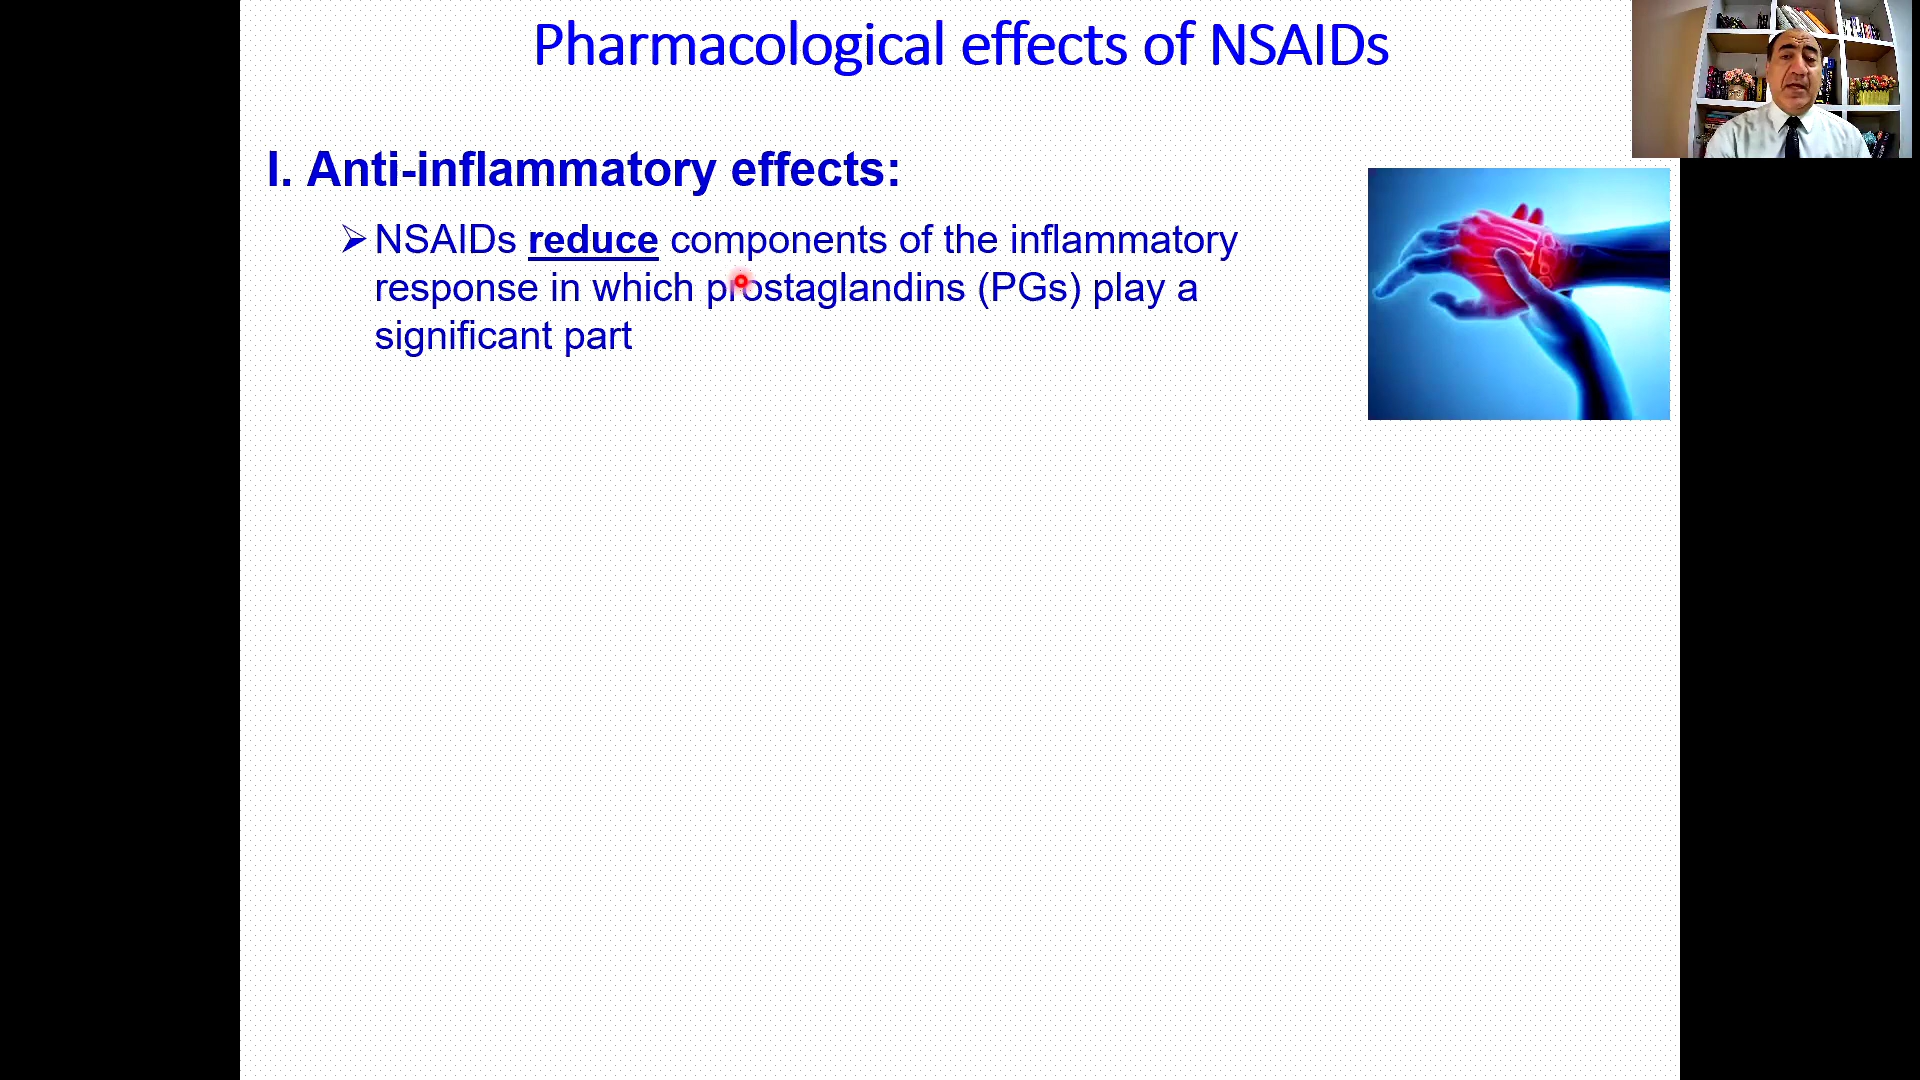 Pharmacological effects of NSAIDs
I. Anti-inflammatory effects:
➢ NSAIDs reduce components of the inflammatory
response in which prostaglandins (PGs) play a
significant part